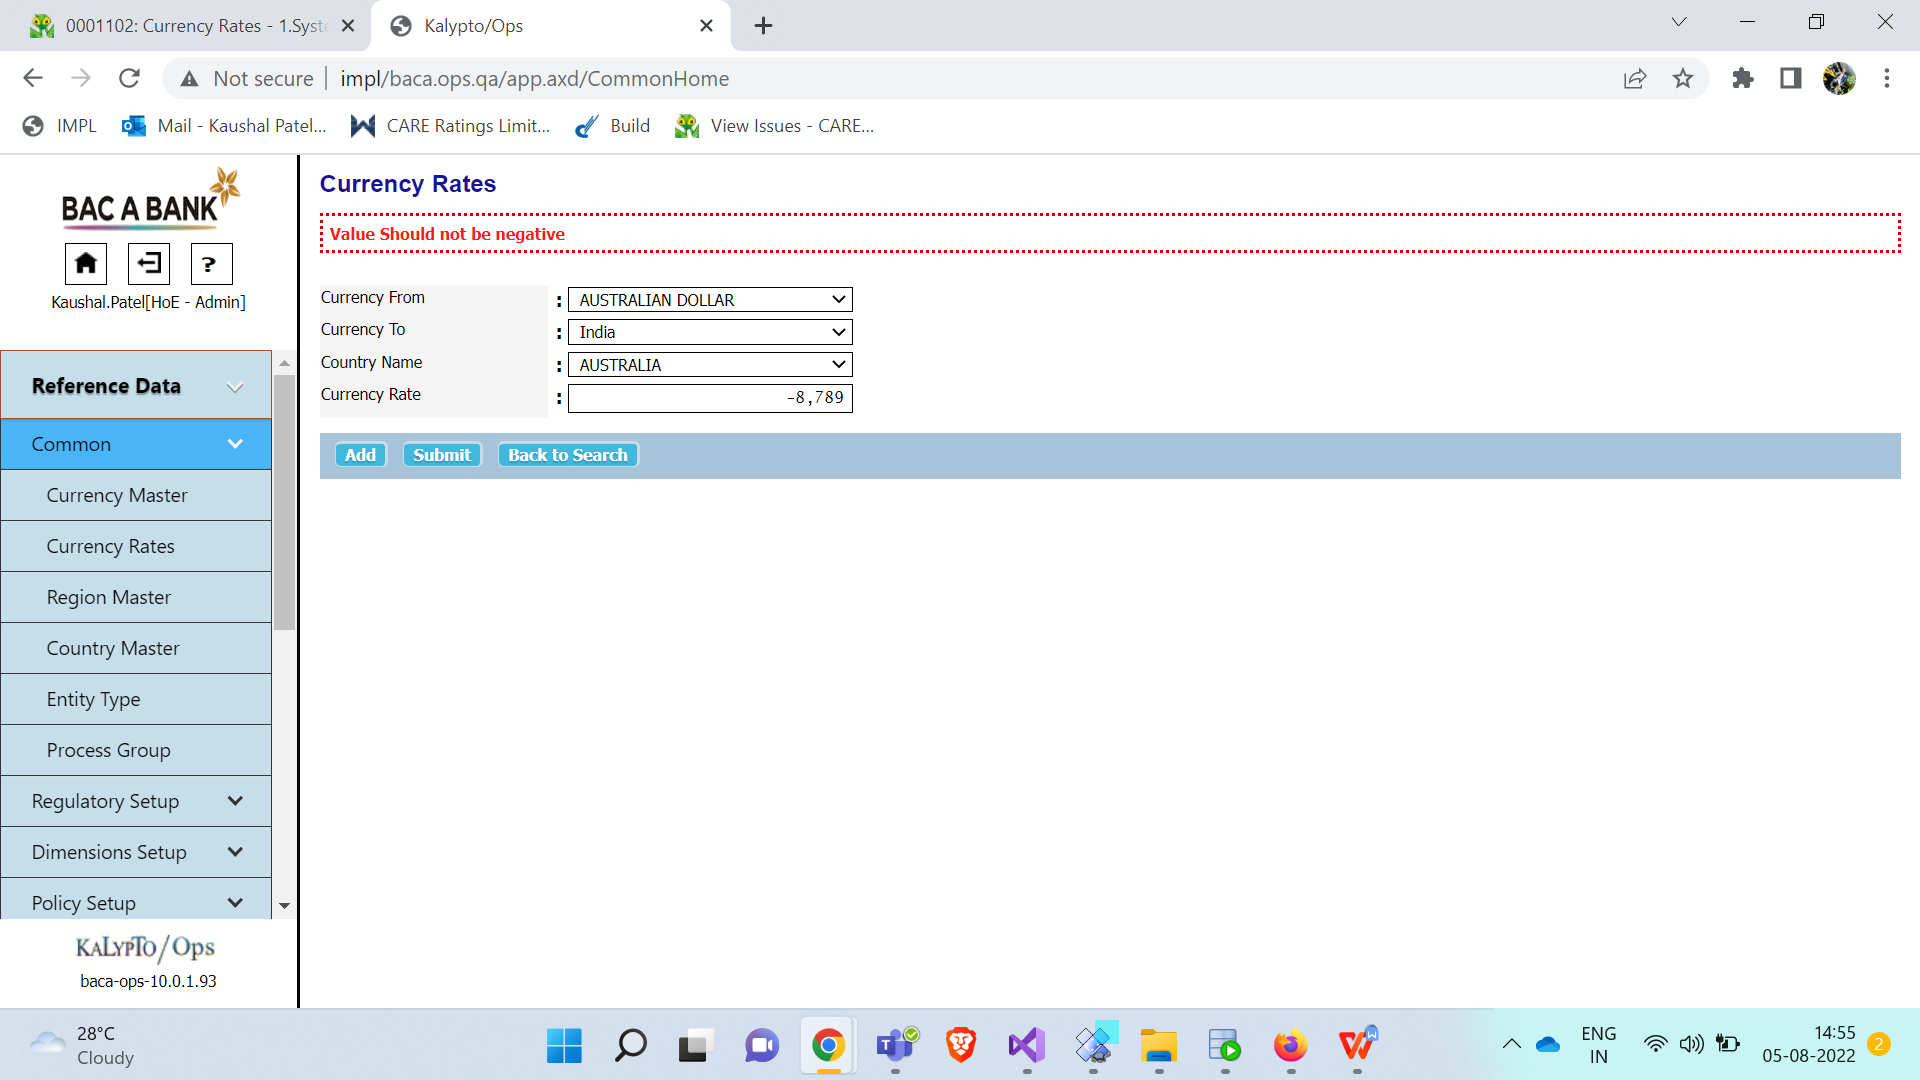 0001102: Currency Rates - 1.Syst
Kalypto/Ops
Not secure
impl/baca.ops.qa/app.axd/CommonHome
IMPL
Mail - Kaushal Patel...
CARE Ratings Limit...
Build
View Issues - CARE...
BAC A BANK
?
Kaushal.Patel[HoE - Admin]
Reference Data
Common
Currency Master
Currency Rates
Region Master
Country Master
Entity Type
Process Group
Regulatory Setup
Dimensions Setup
Policy Setup
KALYPTO/Ops
baca-ops-10.0.1.93
Currency Rates
Value Should not be negative
Currency From : AUSTRALIAN DOLLAR
Currency To : India
Country Name : AUSTRALIA
Currency Rate : -8,789
Add Submit Back to Search
28°C
Cloudy
T
W
ENG
IN
14:55
05-08-2022
2